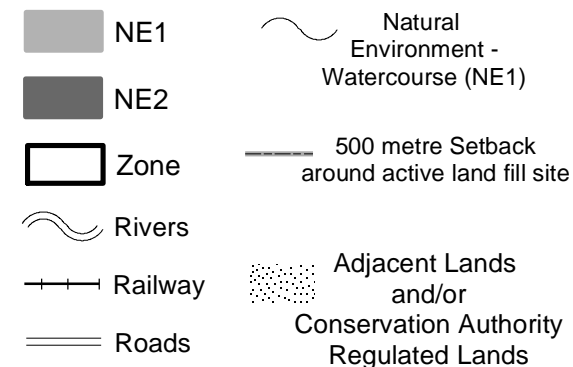 NE1
NE2
Zone
Rivers
Railway
Roads
Natural
Environment -
Watercourse (NE1)
500 metre Setback
around active land fill site
Adjacent Lands
and/or
Conservation Authority
Regulated Lands